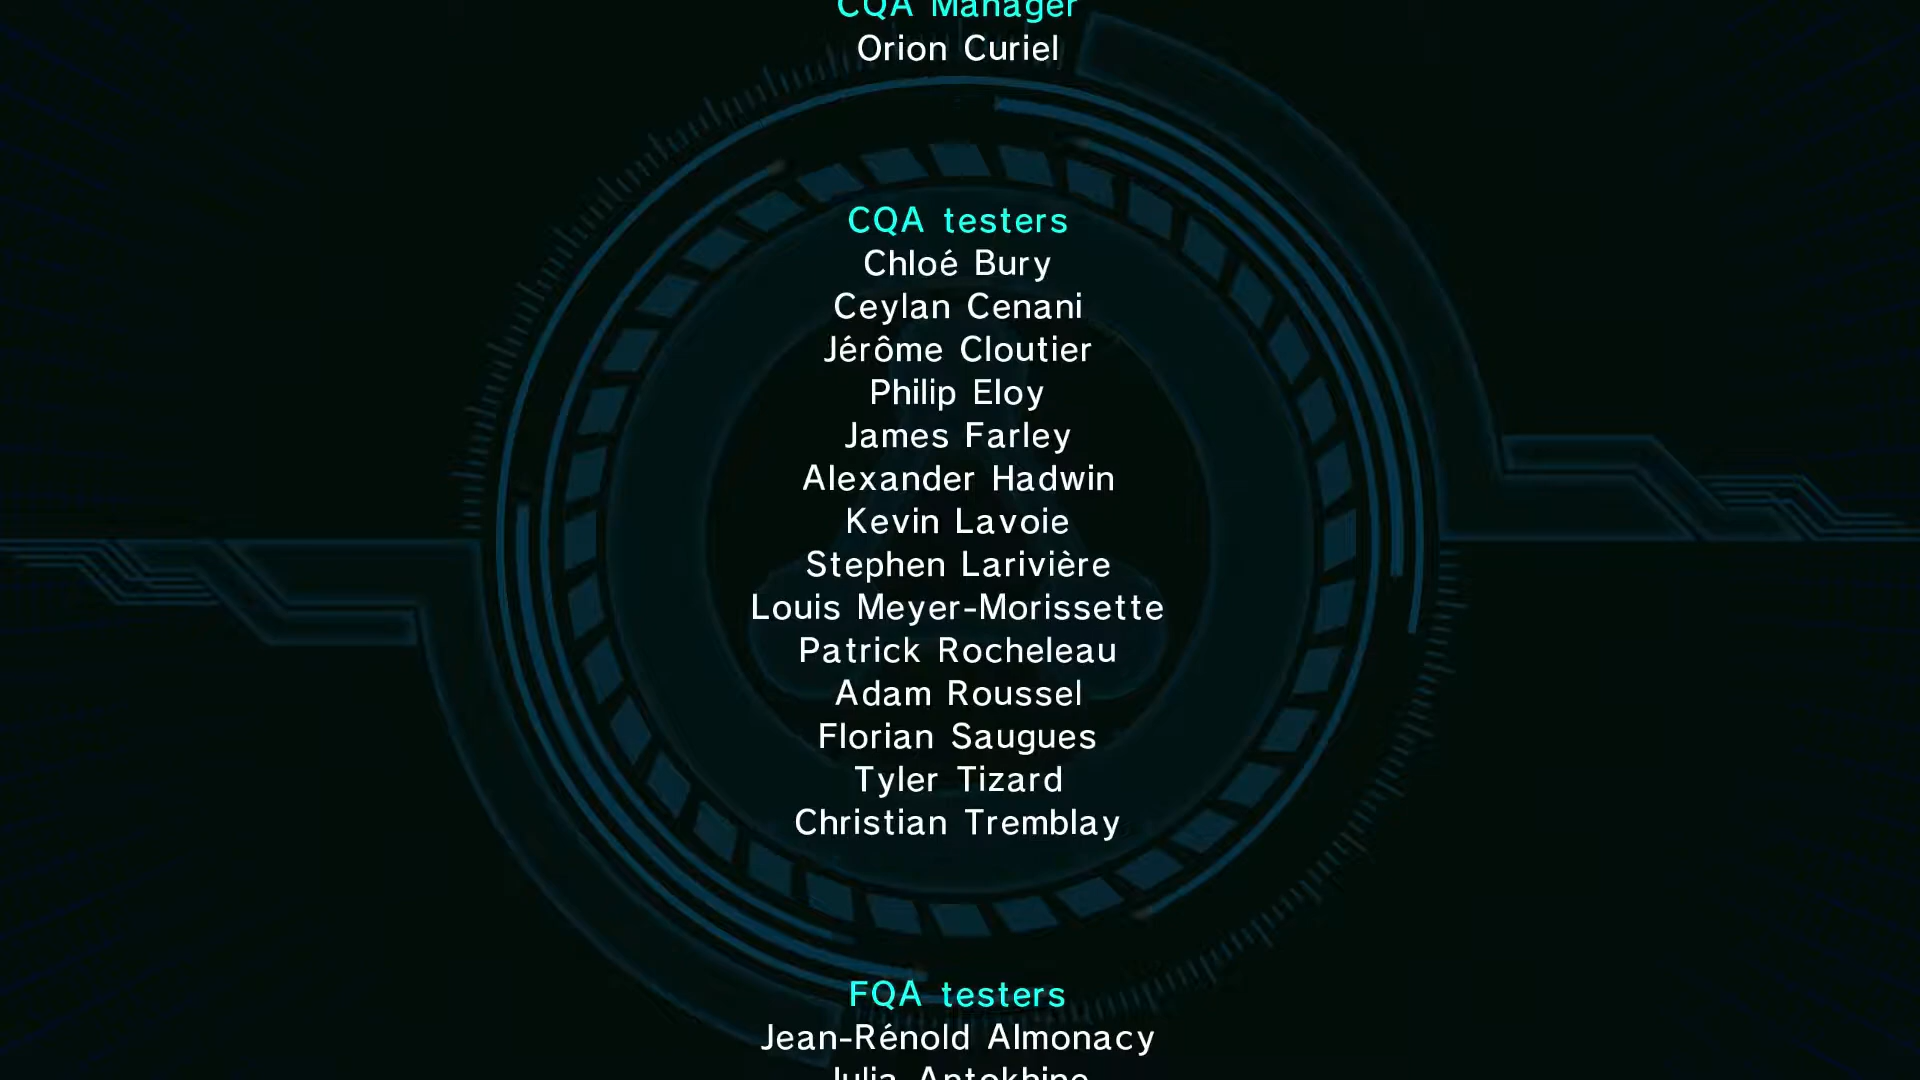 CQA Manager
Orion Curiel
CQA testers
Chloé Bury
Ceylan Cenani
Jérôme Cloutier
Philip Eloy
James Farley
Alexander Hadwin
Kevin Lavoie
Stephen Larivière
Louis Meyer-Morissette
Patrick Rocheleau
Adam Roussel
Florian Saugues
Tyler Tizard
Christian Tremblay
FQA testers
Jean-Rénold Almonacy
Julia Antokhine